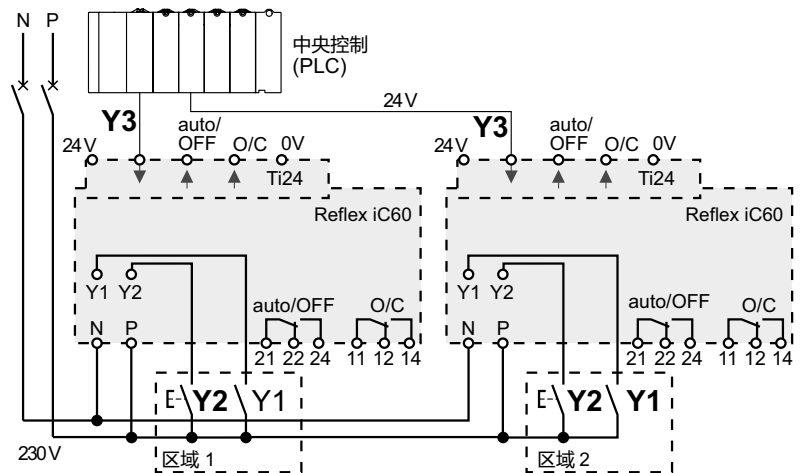 N P
中央控制
(PLC)
24V
Y3
auto/
OFF
O/C
0V
24V
Ti24
Reflex iC60
Y1 Y2
auto/OFF
O/C
N P
21 22 24 11 12 14
Y3
auto/
OFF
O/C
0V
24V
Ti24
Reflex iC60
Y1 Y2
auto/OFF
O/C
N P
21 22 24 11 12 14
E Y2 Y1
区域 1
E Y2 Y1
区域 2
230V